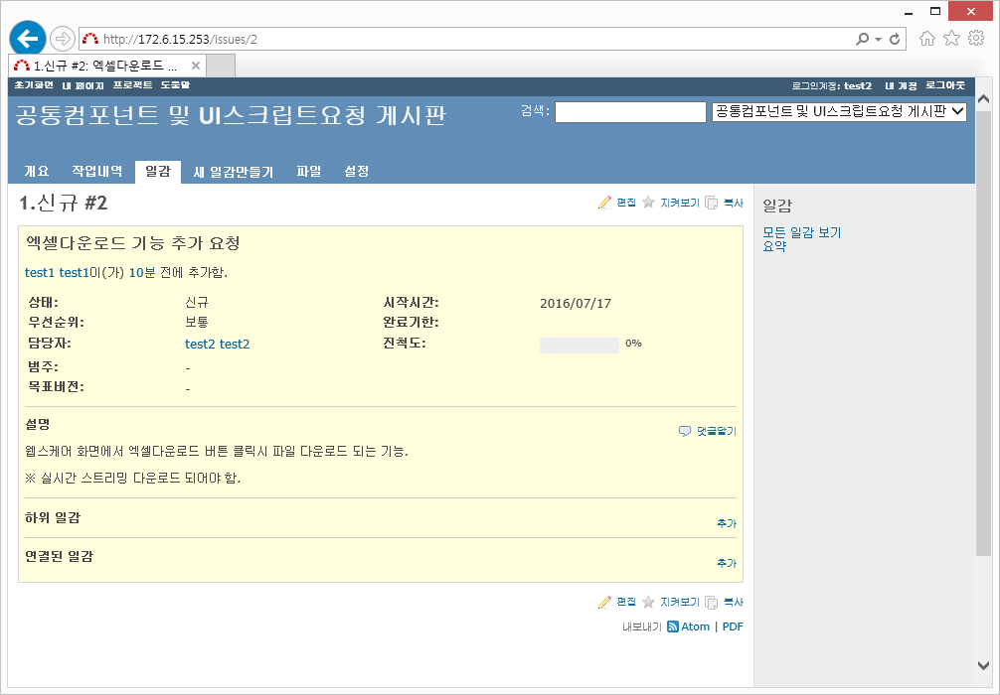 http://172.6.15.253/issues/2
1.신규 #2: 엑셀다운로드 ...
초기화면 내 페이지 프로젝트 도움말 로그인계정: test2 내 계정 로그아웃
공통컴포넌트 및 UI스크립트요청 게시판 검색: 공통컴포넌트 및 UI스크립트요청 게시판
개요 작업내역 일감 새 일감만들기 파일 설정
1.신규 #2 편집 지켜보기 복사
엑셀다운로드 기능 추가 요청
test1 test1이(가) 10분 전에 추가함.
상태: 신규 시작시간: 2016/07/17
우선순위: 보통 완료기한:
담당자: test2 test2 진척도: 0%
범주: -
목표버전: -
설명 댓글달기
웹스케어 화면에서 엑셀다운로드 버튼 클릭시 파일 다운로드 되는 기능.
※ 실시간 스트리밍 다운로드 되어야 함.
하위 일감 추가
연결된 일감 추가
편집 지켜보기 복사
내보내기 Atom | PDF
일감
모든 일감 보기
요약